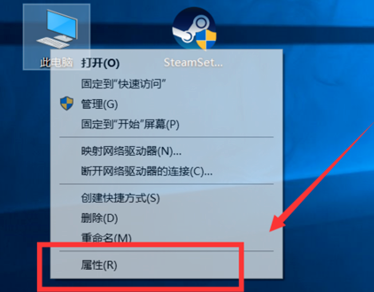 此电脑
SteamSet...
打开(O)
固定到"快速访问"
管理(G)
固定到"开始"屏幕(P)
映射网络驱动器(N)...
断开网络驱动器的连接(C)...
创建快捷方式(S)
删除(D)
重命名(M)
属性(R)